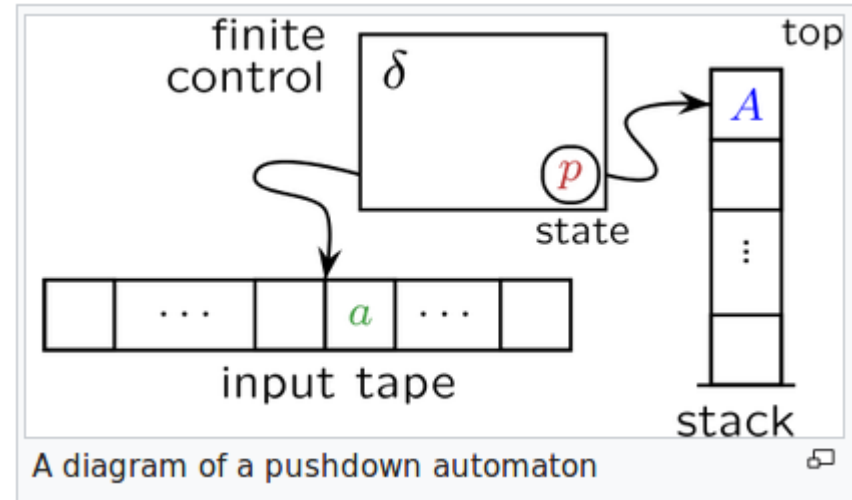 finite
control
δ
top
A
p
state
⋮
··· a ···
input tape
stack
A diagram of a pushdown automaton